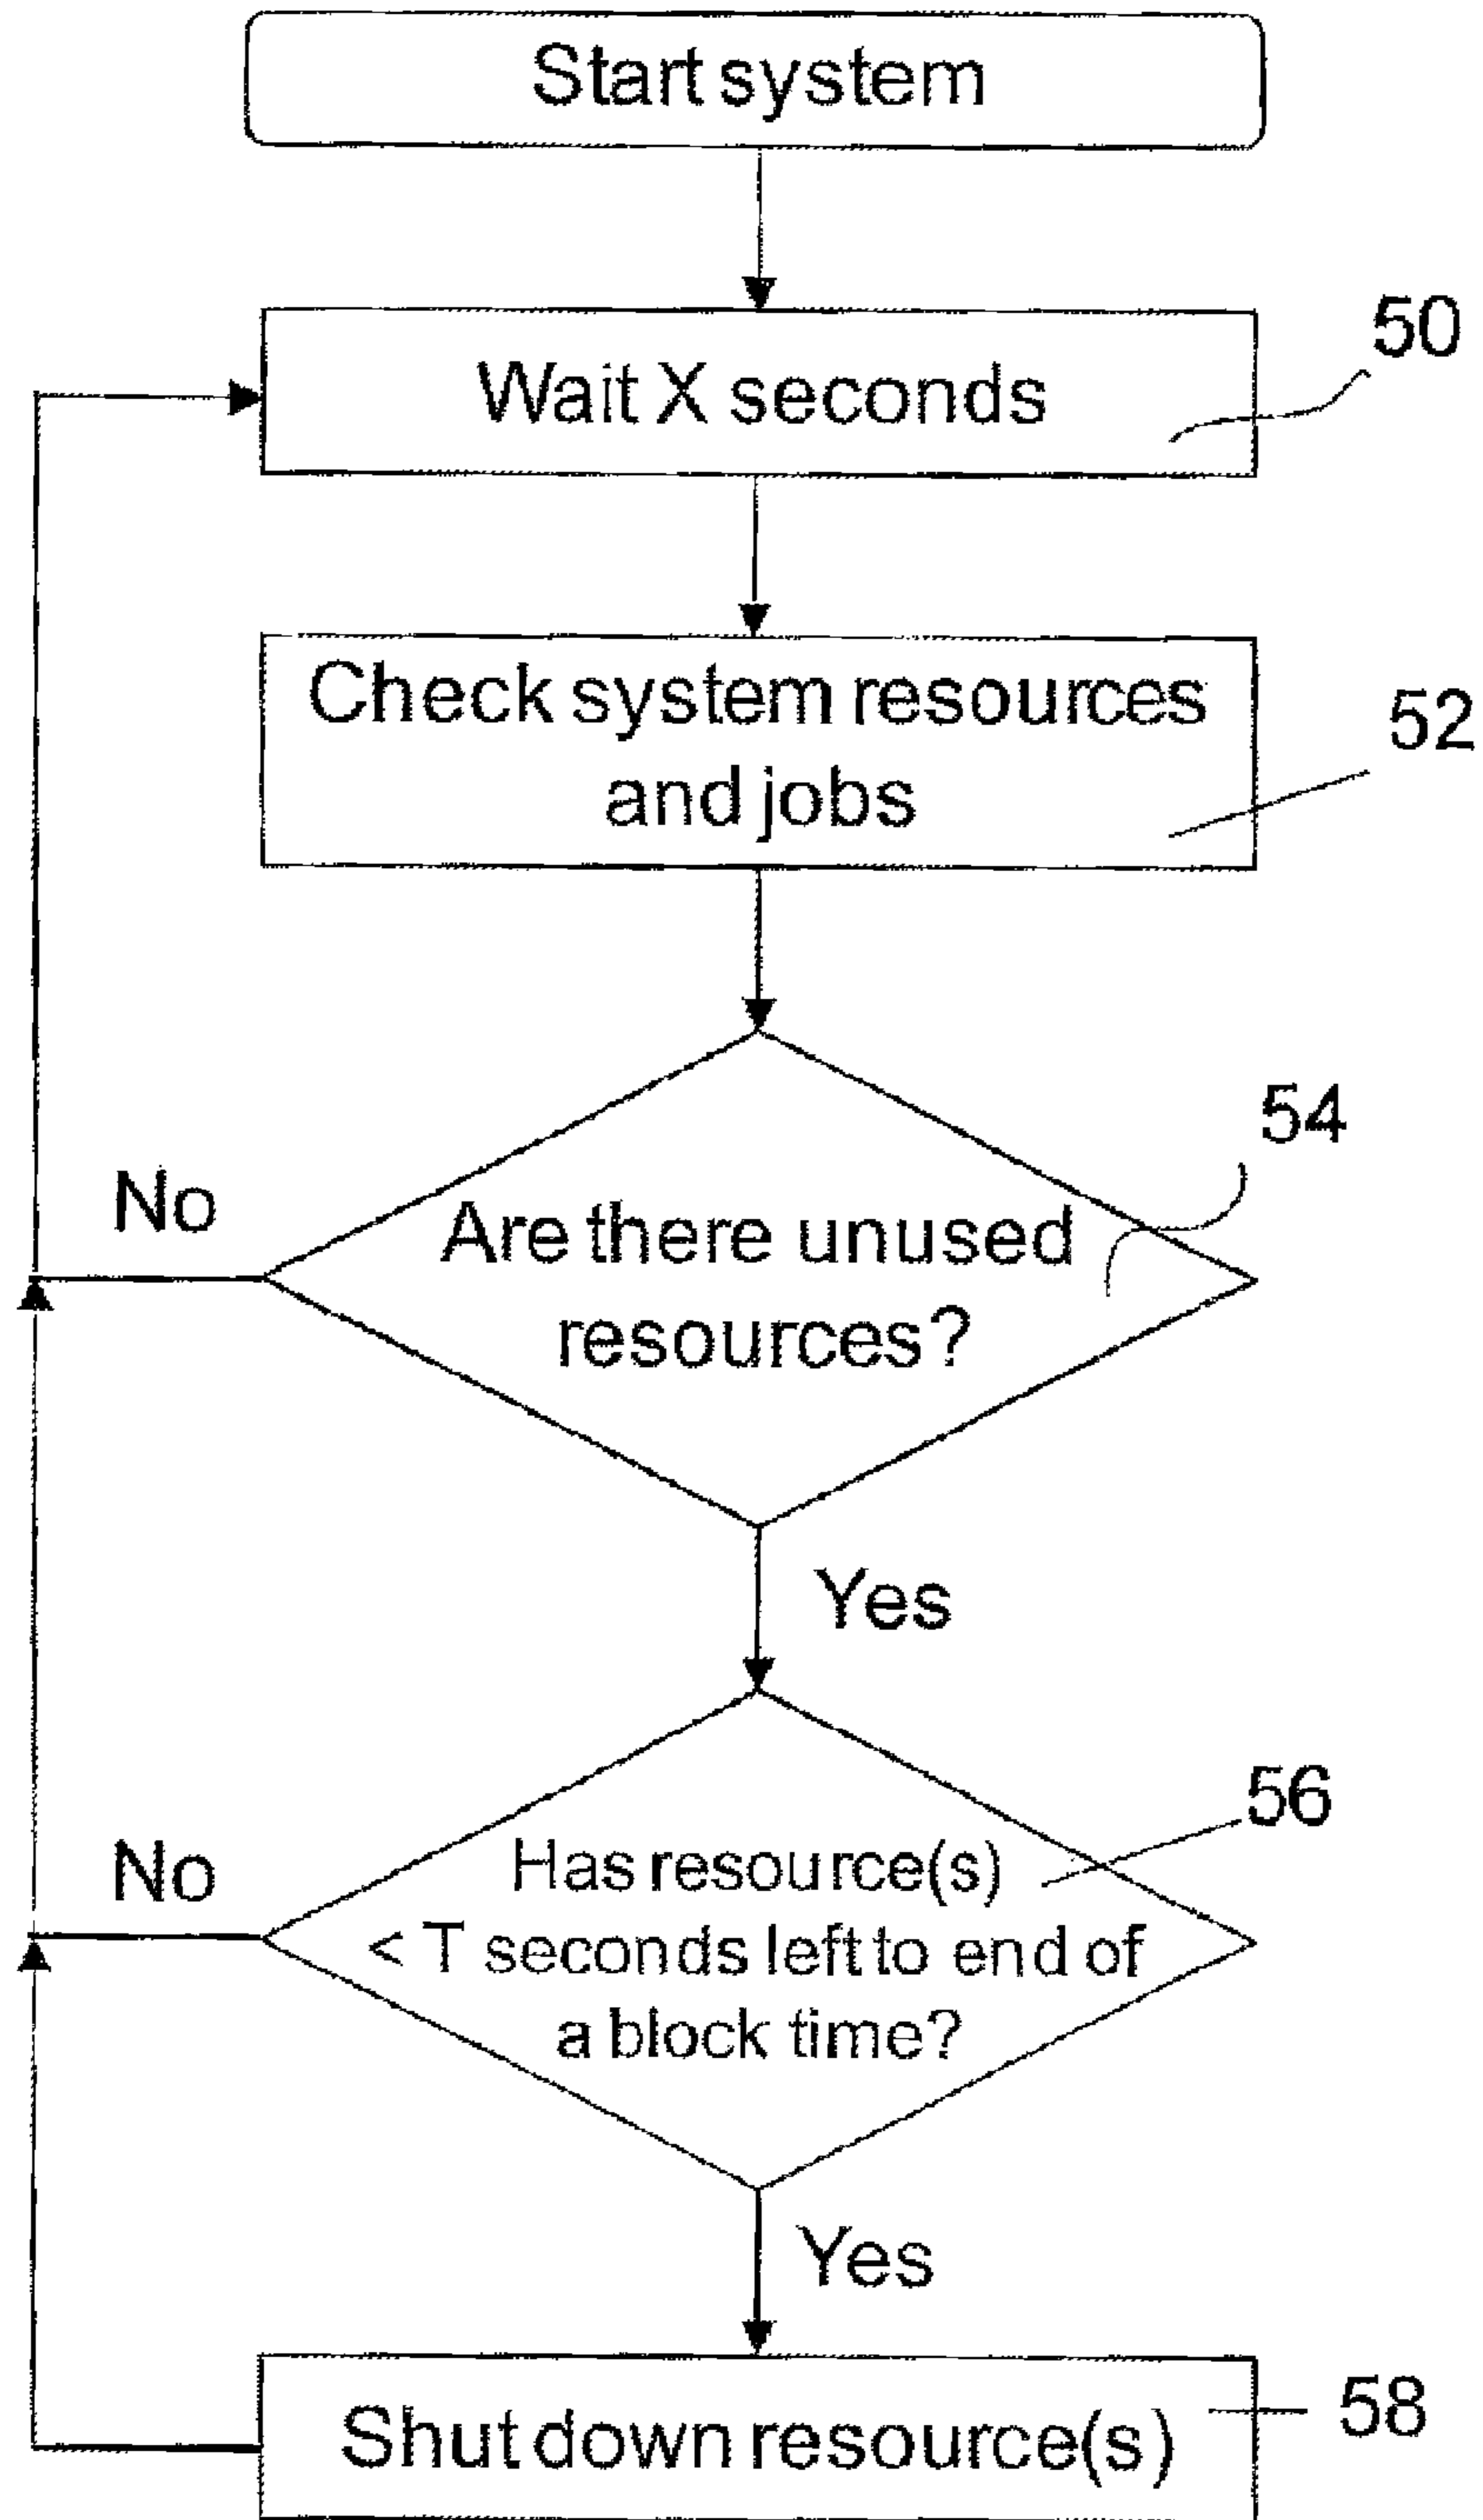 Start system
50
Wait X seconds
Check system resources
and jobs
52
54
No
Are there unused
resources?
Yes
56
No
Has resource(s)
< T seconds left to end of
a block time?
Yes
Shut down resource(s)
58